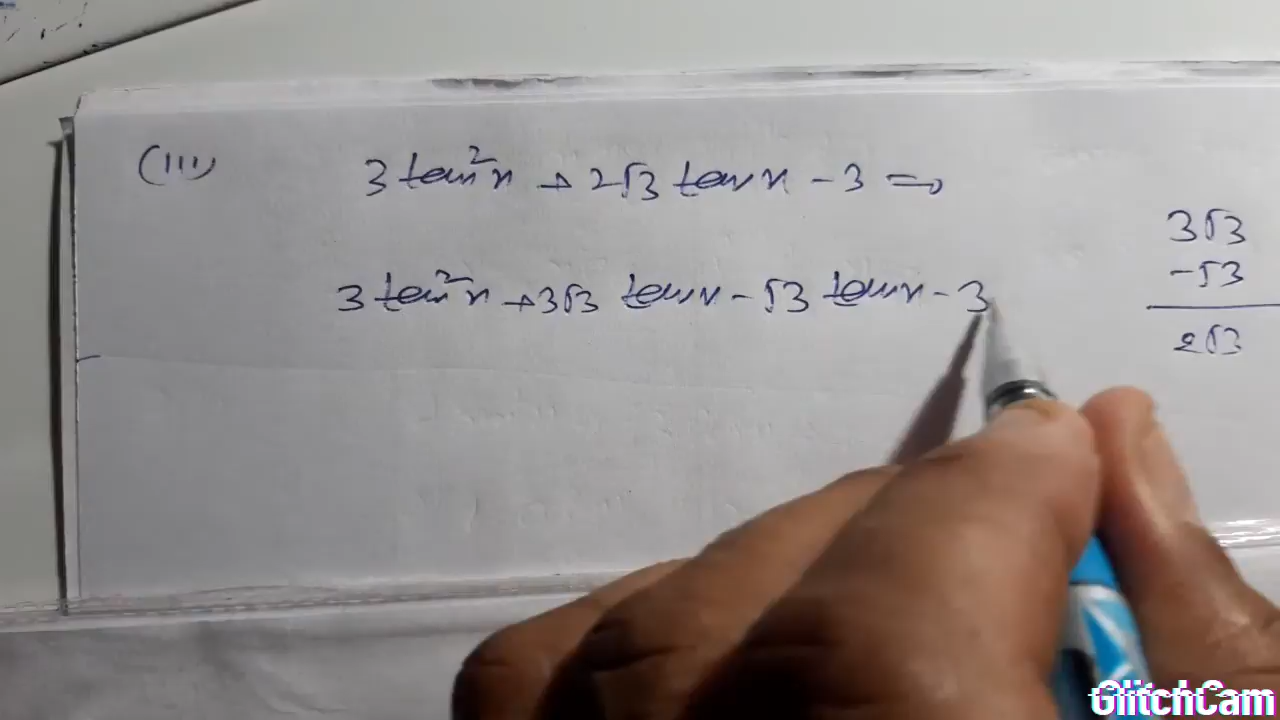 (III) 3 tan²x + 2√3 tan x - 3 =0
3 tan²x + 3√3 tan x - √3 tan x - 3
3√3
-√3
2√3
GlitchCam